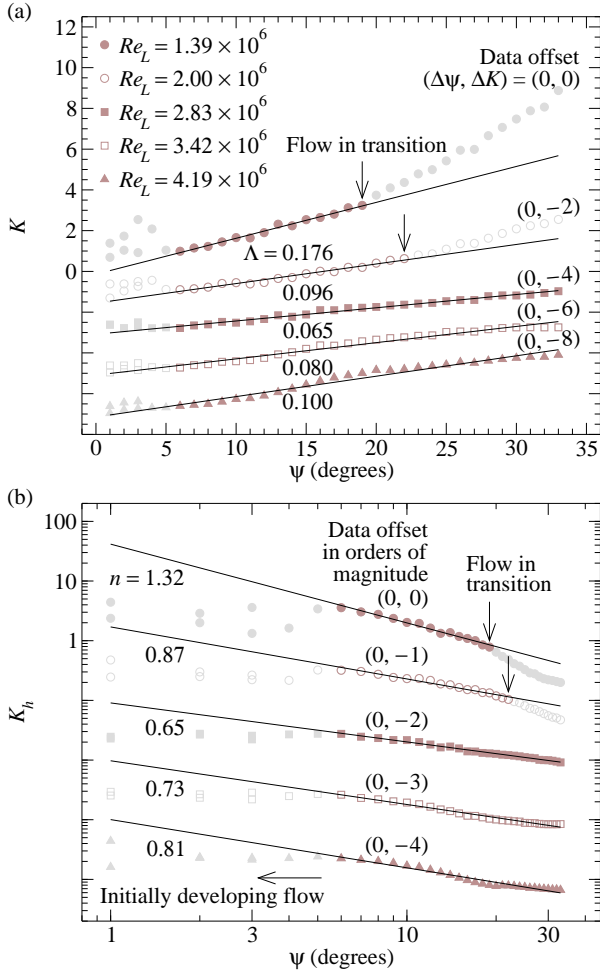 (a)
12
10
8
6
4
2
0
K
Re_L = 1.39 × 10^6
Re_L = 2.00 × 10^6
Re_L = 2.83 × 10^6
Re_L = 3.42 × 10^6
Re_L = 4.19 × 10^6
Data offset
(Δψ, ΔK) = (0, 0)
Flow in transition
(0, −2)
Λ = 0.176
(0, −4)
0.096
(0, −6)
0.065
(0, −8)
0.080
0.100
0 5 10 15 20 25 30 35
ψ (degrees)
(b)
100
10
1
K_h
Data offset
in orders of
magnitude
(0, 0)
Flow in
transition
n = 1.32
(0, −1)
0.87
(0, −2)
0.65
(0, −3)
0.73
(0, −4)
0.81
Initially developing flow
1 3 10 30
ψ (degrees)